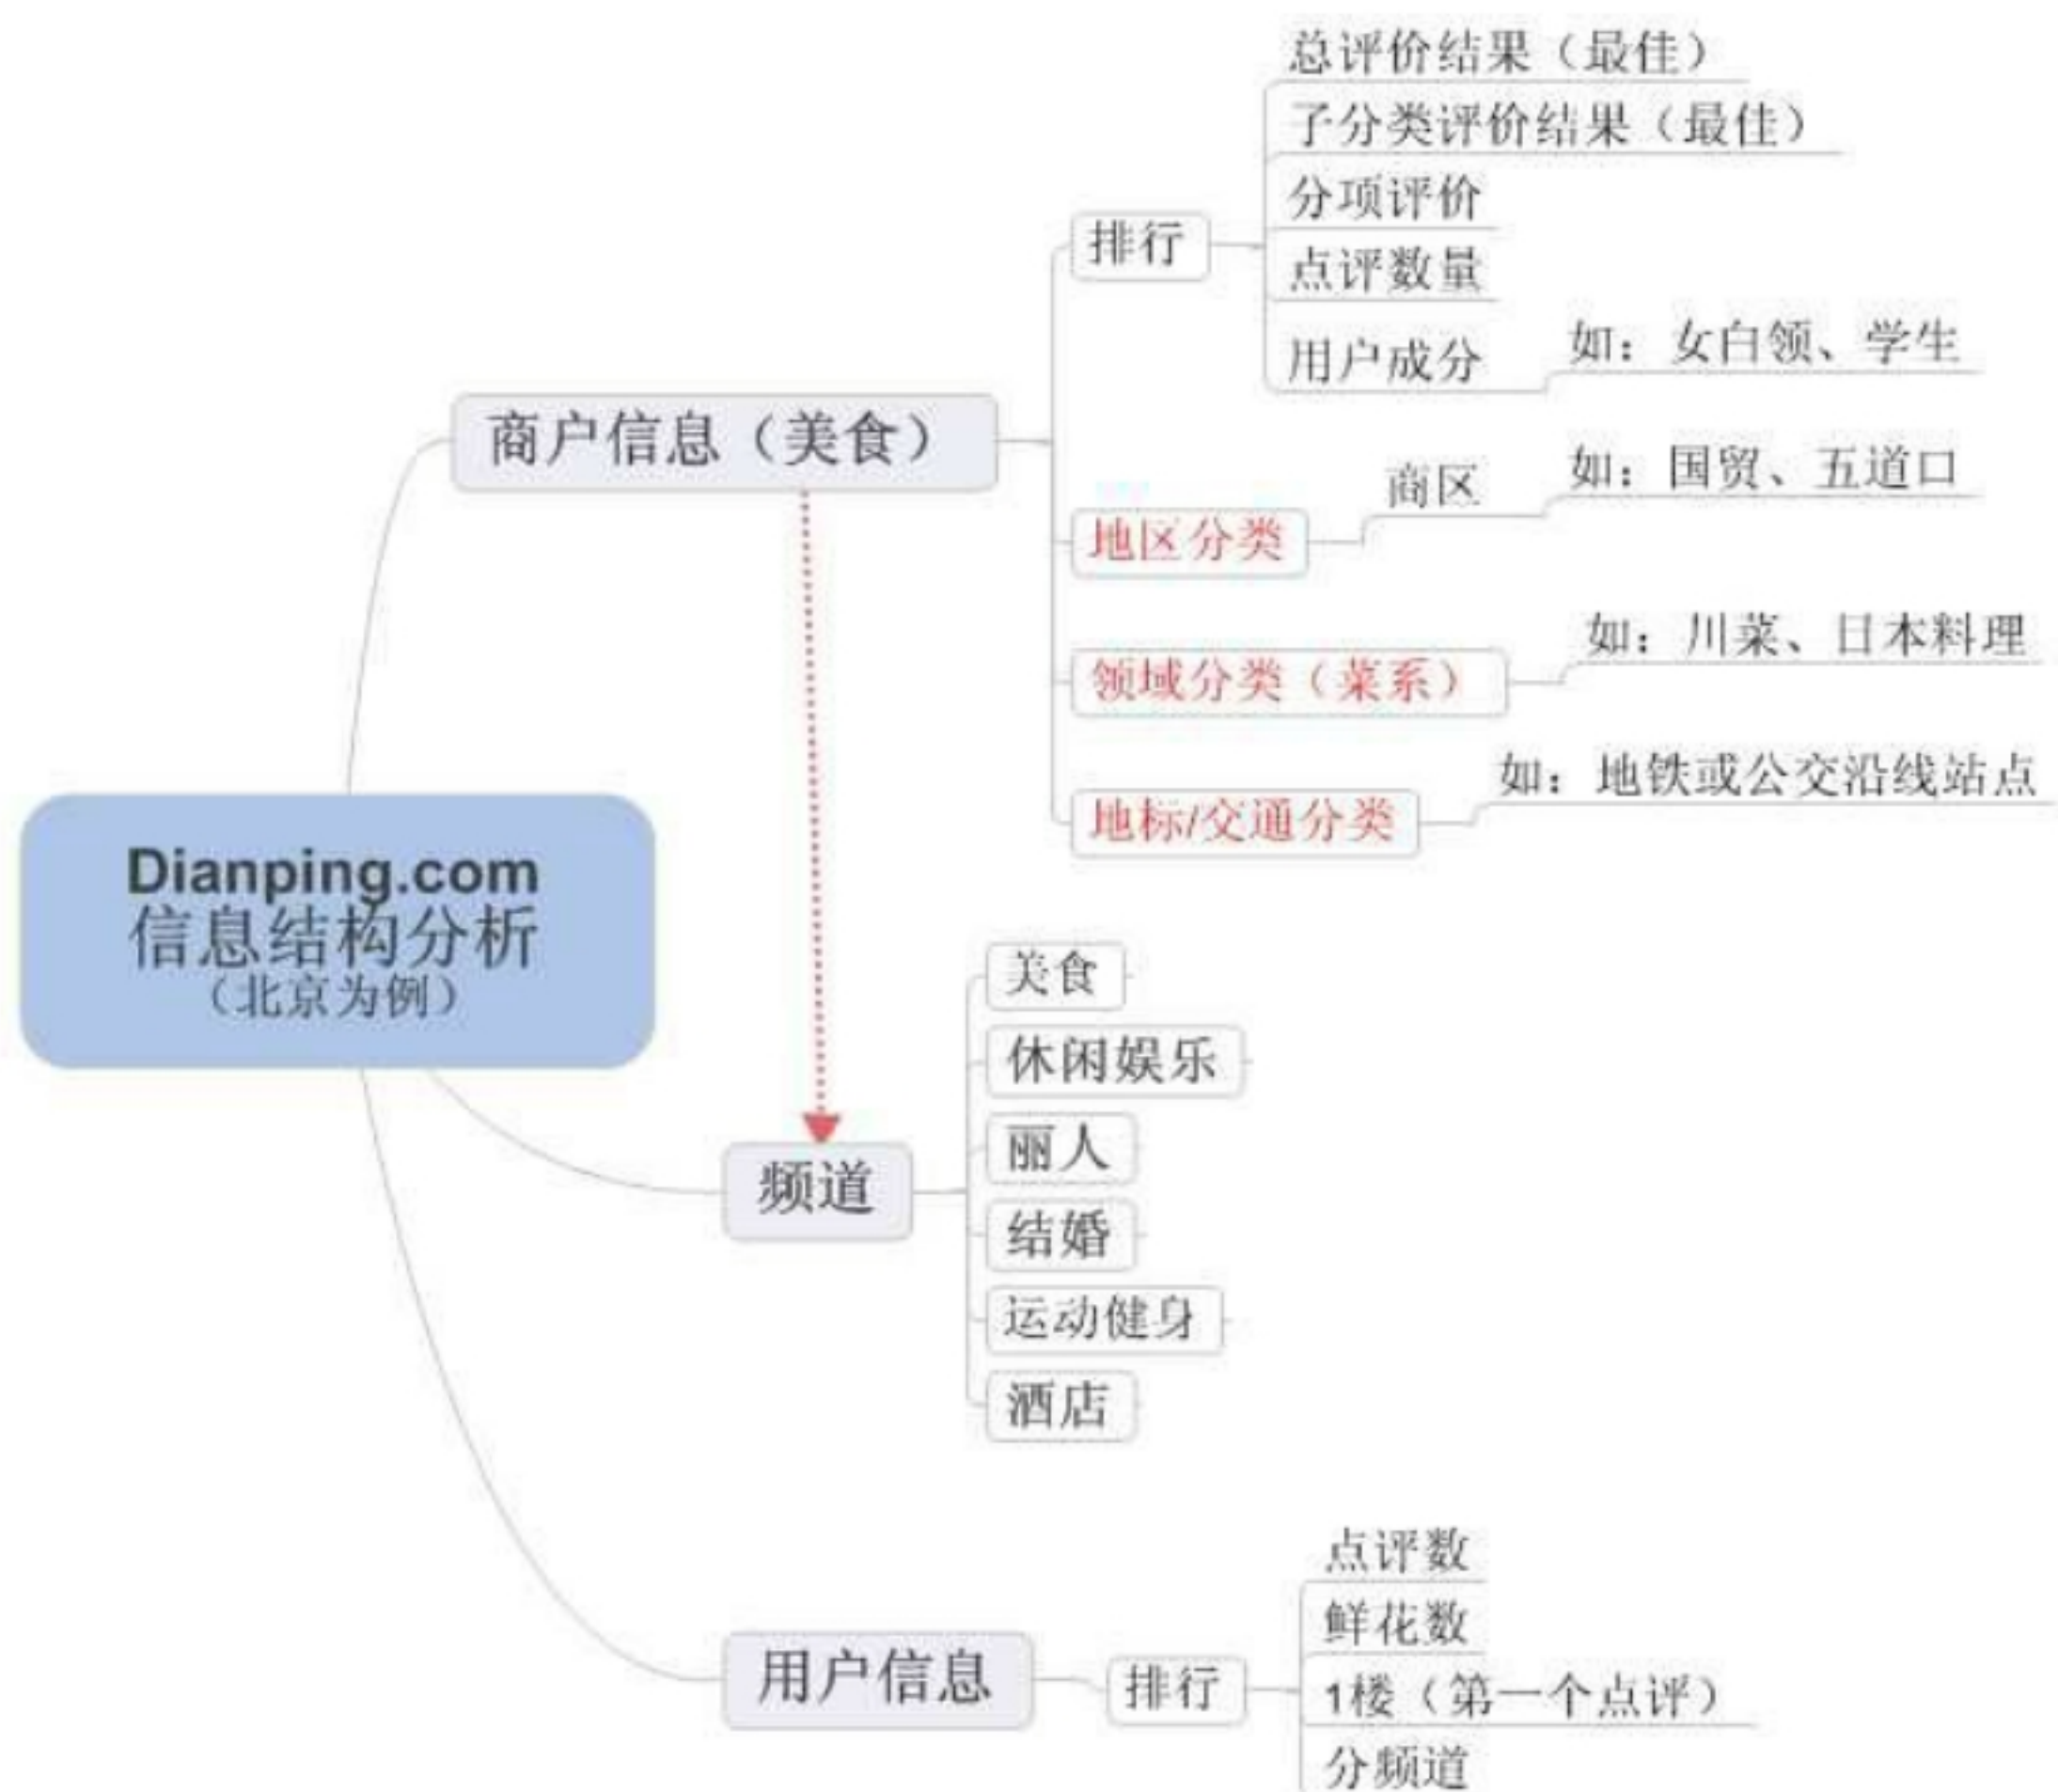 总评价结果（最佳）
子分类评价结果（最佳）
分项评价
排行
点评数量
用户成分
如：女白领、学生
商户信息（美食）
商区
如：国贸、五道口
地区分类
如：川菜、日本料理
领域分类（菜系）
如：地铁或公交沿线站点
地标/交通分类
Dianping.com
信息结构分析
（北京为例）
美食
休闲娱乐
丽人
频道
结婚
运动健身
酒店
点评数
鲜花数
用户信息
排行
1楼（第一个点评）
分频道